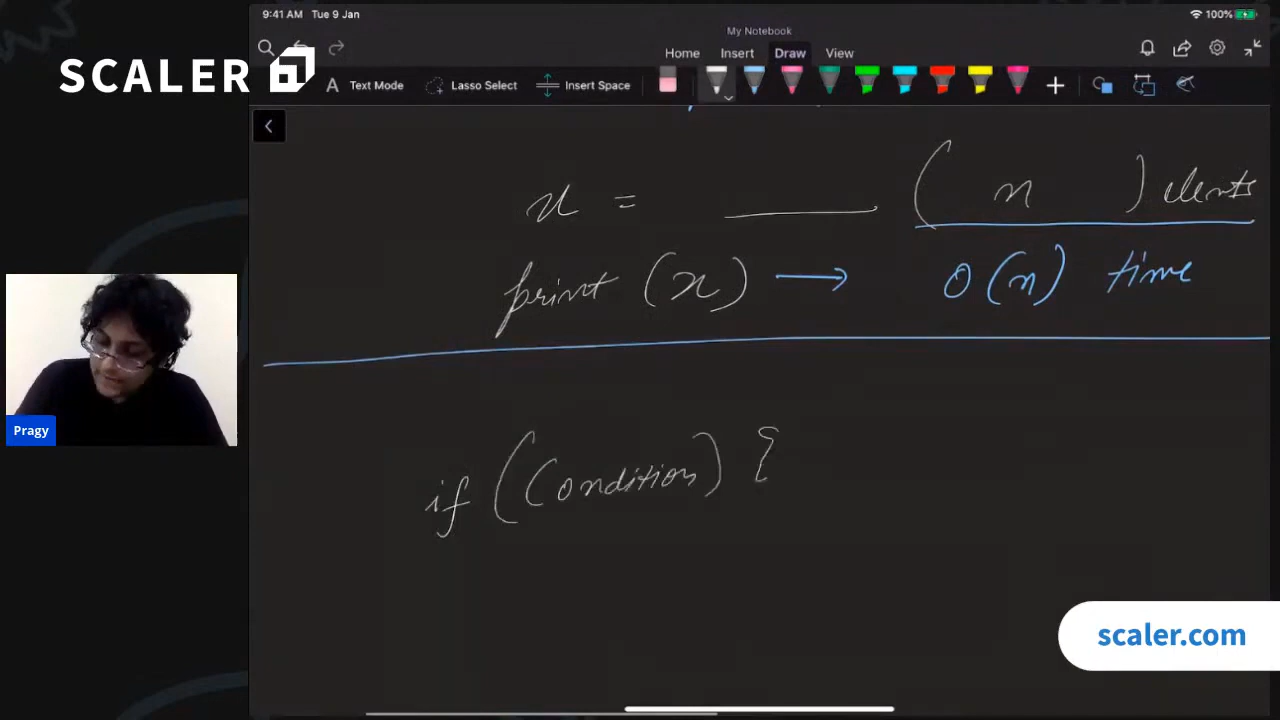 9:41 AM Tue 9 Jan
100%
My Notebook
Home Insert Draw View
SCALER
Text Mode Lasso Select Insert Space
x = ( n )
print (x) → O(n) time
Pragy
if (Condition) {
scaler.com